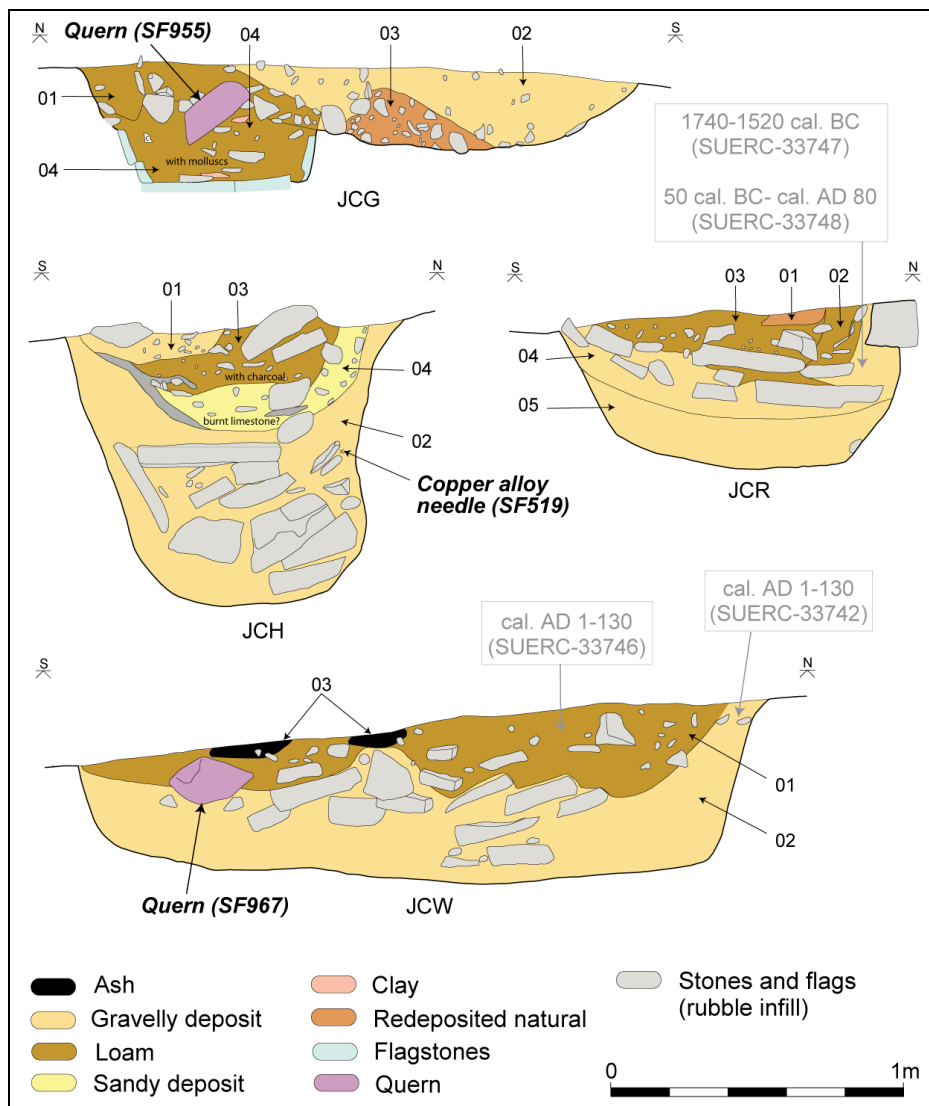 N
Quern (SF955)
04
03
02
S
01
1740-1520 cal. BC
(SUERC-33747)
50 cal. BC- cal. AD 80
(SUERC-33748)
with molluscs
04
JCG
S
N
01
03
S
N
03
01
02
04
with charcoal
04
burnt limestone?
02
05
Copper alloy
needle (SF519)
JCR
JCH
cal. AD 1-130
(SUERC-33746)
cal. AD 1-130
(SUERC-33742)
S
N
03
01
02
Quern (SF967)
JCW
Ash
Gravelly deposit
Loam
Sandy deposit
Clay
Redeposited natural
Flagstones
Quern
Stones and flags
(rubble infill)
0
1m